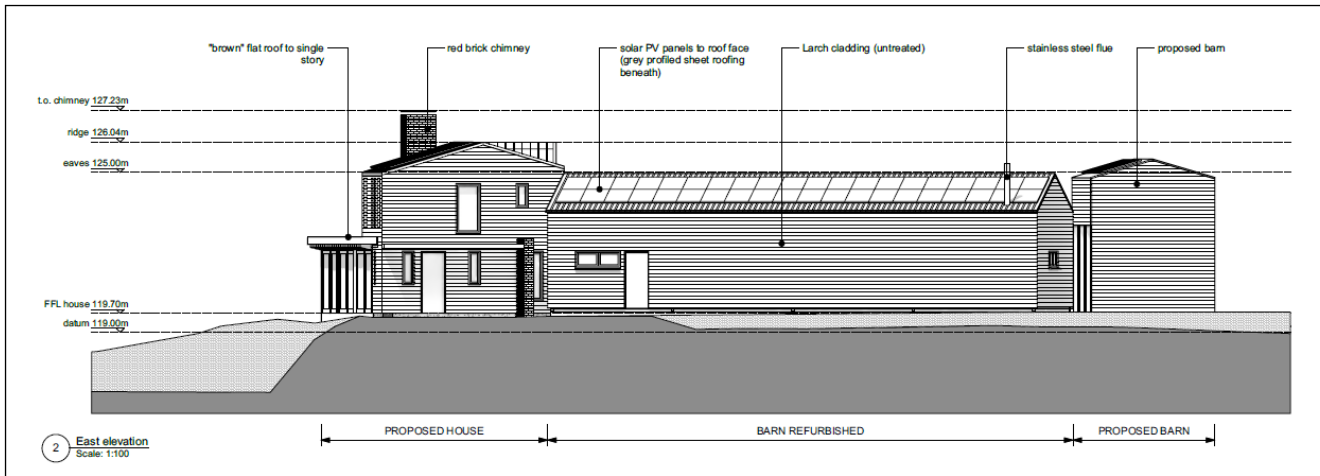 "brown" flat roof to single
story
red brick chimney
solar PV panels to roof face
(grey profiled sheet roofing
beneath)
Larch cladding (untreated)
stainless steel flue
proposed barn
t.o. chimney 127.23m
ridge 126.04m
eaves 125.00m
FFL house 119.70m
datum 119.00m
PROPOSED HOUSE
BARN REFURBISHED
PROPOSED BARN
2
East elevation
Scale: 1:100